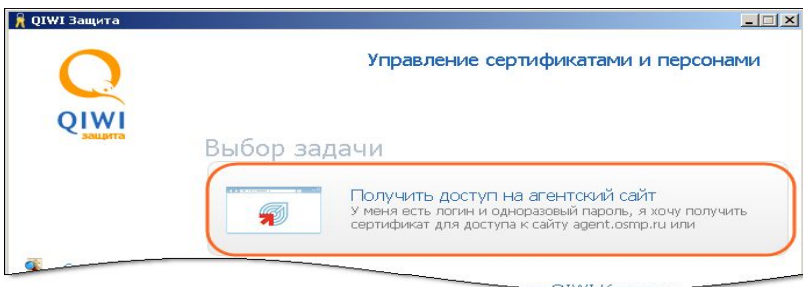 QIWI Защита
Управление сертификатами и персонами
QIWI
защита
Выбор задачи
Получить доступ на агентский сайт
У меня есть логин и одноразовый пароль, я хочу получить
сертификат для доступа к сайту agent.osmp.ru или